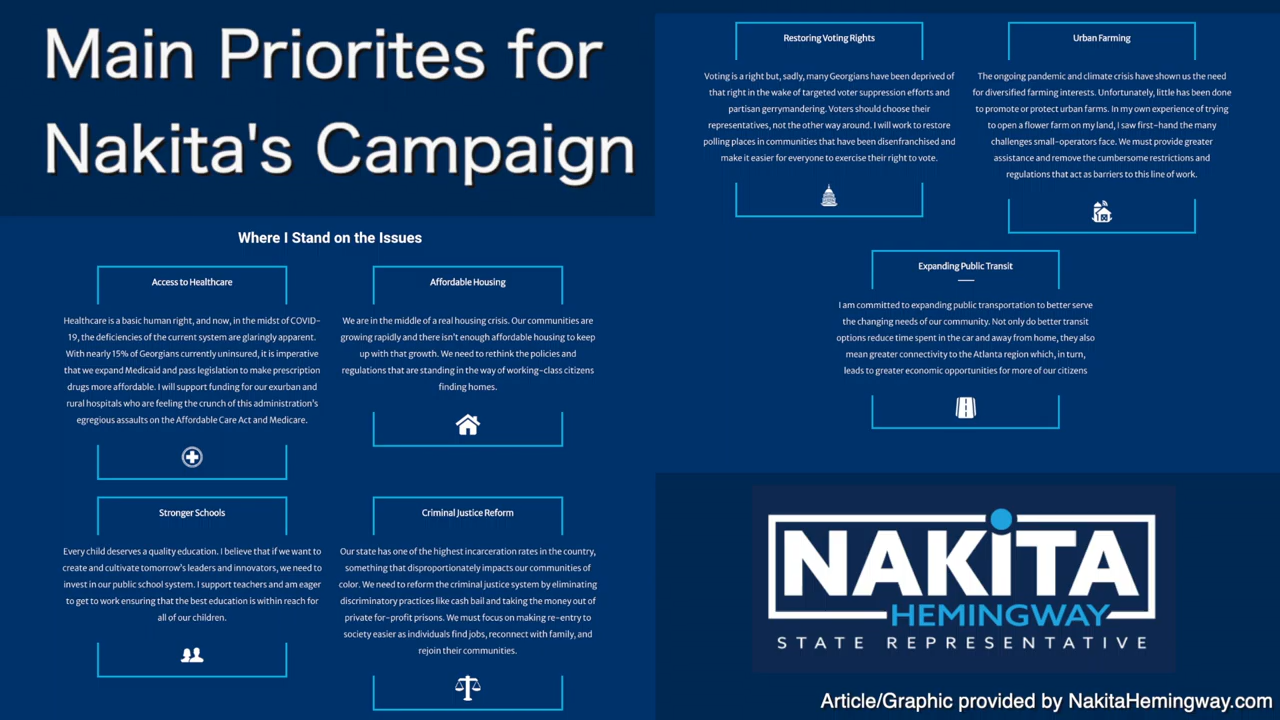 Main Priorites for
Nakita's Campaign
Where I Stand on the Issues
Access to Healthcare
Healthcare is a basic human right, and now, in the midst of COVID-
19, the deficiencies of the current system are glaringly apparent.
With nearly 15% of Georgians currently uninsured, it is imperative
that we expand Medicaid and pass legislation to make prescription
drugs more affordable. I will support funding for our exurban and
rural hospitals who are feeling the crunch of this administration's
egregious assaults on the Affordable Care Act and Medicare.
Affordable Housing
We are in the middle of a real housing crisis. Our communities are
growing rapidly and there isn't enough affordable housing to keep
up with that growth. We need to rethink the policies and
regulations that are standing in the way of working-class citizens
finding homes.
Stronger Schools
Every child deserves a quality education. I believe that if we want to
create and cultivate tomorrow's leaders and innovators, we need to
invest in our public school system. I support teachers and am eager
to get to work ensuring that the best education is within reach for
all of our children.
Criminal Justice Reform
Our state has one of the highest incarceration rates in the country,
something that disproportionately impacts our communities of
color. We need to reform the criminal justice system by eliminating
discriminatory practices like cash bail and taking the money out of
private for-profit prisons. We must focus on making re-entry to
society easier as individuals find jobs, reconnect with family, and
rejoin their communities.
Restoring Voting Rights
Voting is a right but, sadly, many Georgians have been deprived of
that right in the wake of targeted voter suppression efforts and
partisan gerrymandering. Voters should choose their
representatives, not the other way around. I will work to restore
polling places in communities that have been disenfranchised and
make it easier for everyone to exercise their right to vote.
Urban Farming
The ongoing pandemic and climate crisis have shown us the need
for diversified farming interests. Unfortunately, little has been done
to promote or protect urban farms. In my own experience of trying
to open a flower farm on my land, I saw first-hand the many
challenges small-operators face. We must provide greater
assistance and remove the cumbersome restrictions and
regulations that act as barriers to this line of work.
Expanding Public Transit
I am committed to expanding public transportation to better serve
the changing needs of our community. Not only do better transit
options reduce time spent in the car and away from home, they also
mean greater connectivity to the Atlanta region which, in turn,
leads to greater economic opportunities for more of our citizens
NAKiTA
HEMINGWAY
STATE REPRESENTATIVE
Article/Graphic provided by NakitaHemingway.com